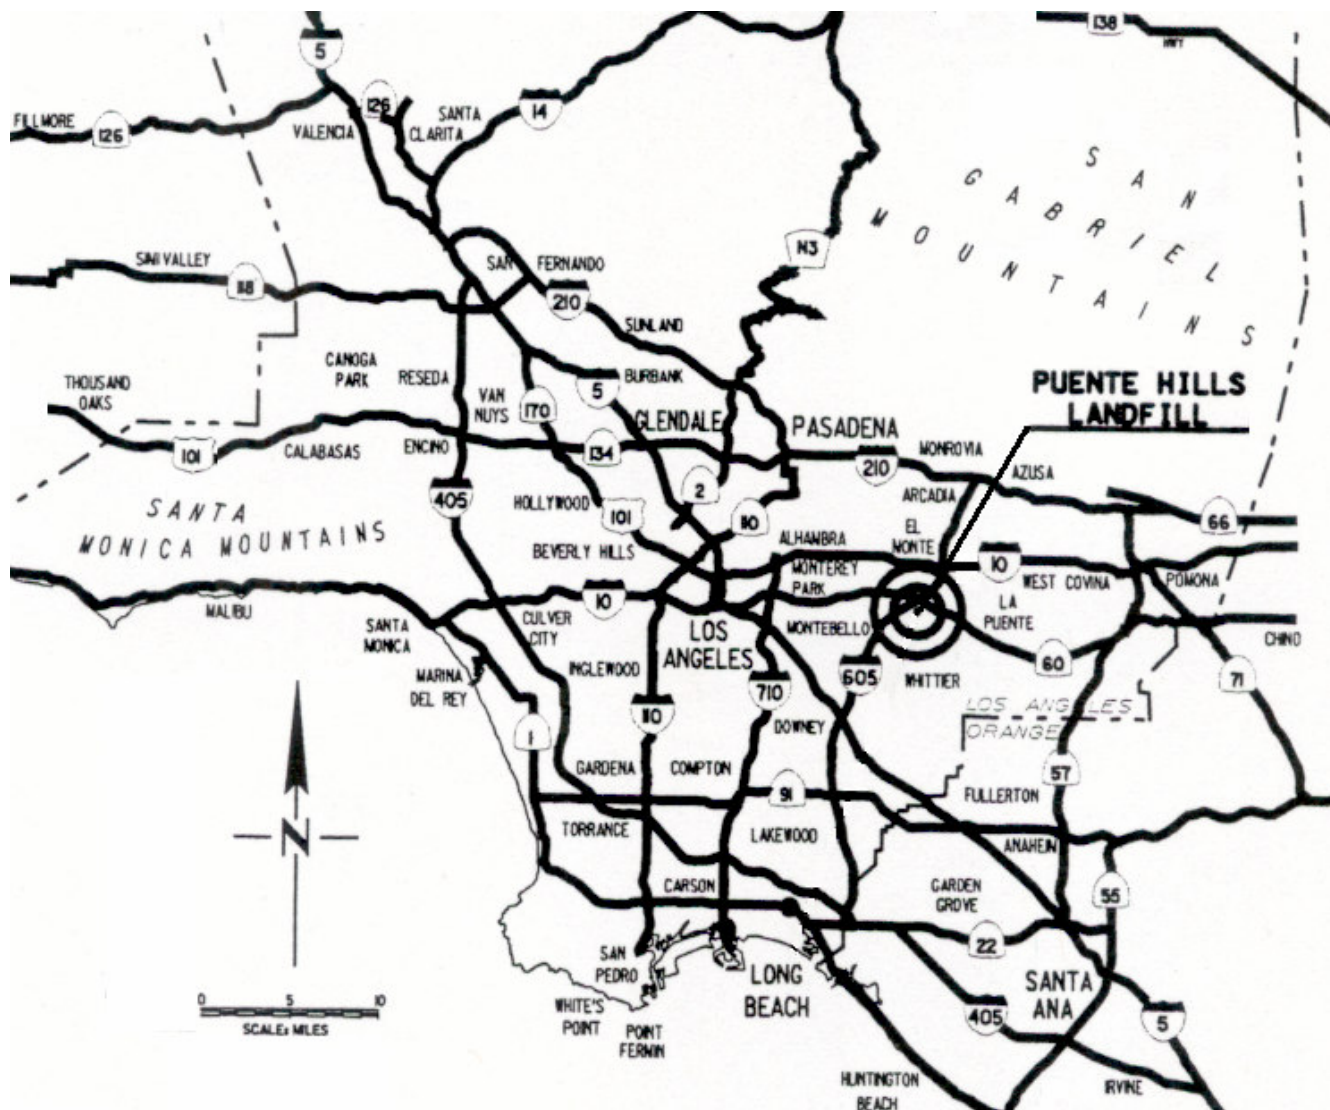 138
HWY
5
126
SANTA
CLARITA
14
FILLMORE
126
VALENCIA
SAN
GABRIEL
MOUNTAINS
N3
SIMI VALLEY
118
SAN FERNANDO
210
SUNLAND
CANOGA
PARK
RESEDA
VAN
NUYS
5
BURBANK
THOUSAND
OAKS
170
GLENDALE
PASADENA
PUENTE HILLS
LANDFILL
101
CALABASAS
ENCINO
134
210
MONROVIA
AZUSA
ARCADIA
405
HOLLYWOOD
101
2
110
66
SANTA
MONICA MOUNTAINS
BEVERLY HILLS
ALHAMBRA
EL
MONTE
10
MONTEREY
PARK
WEST COVINA
POMONA
MALIBU
10
CULVER
CITY
LA
PUENTE
SANTA
MONICA
LOS
ANGELES
MONTEBELLO
CHINO
INGLEWOOD
60
MARINA
DEL REY
710
605
WHITTIER
71
110
LOS ANGELES
ORANGE
1
DOWNEY
GARDENA
COMPTON
57
91
FULLERTON
TORRANCE
LAKEWOOD
ANAHEIM
CARSON
GARDEN
GROVE
55
N
22
SAN
PEDRO
LONG
BEACH
SANTA
ANA
0 5 10
SCALE: MILES
WHITE'S
POINT
POINT
FERMIN
405
5
HUNTINGTON
BEACH
IRVINE